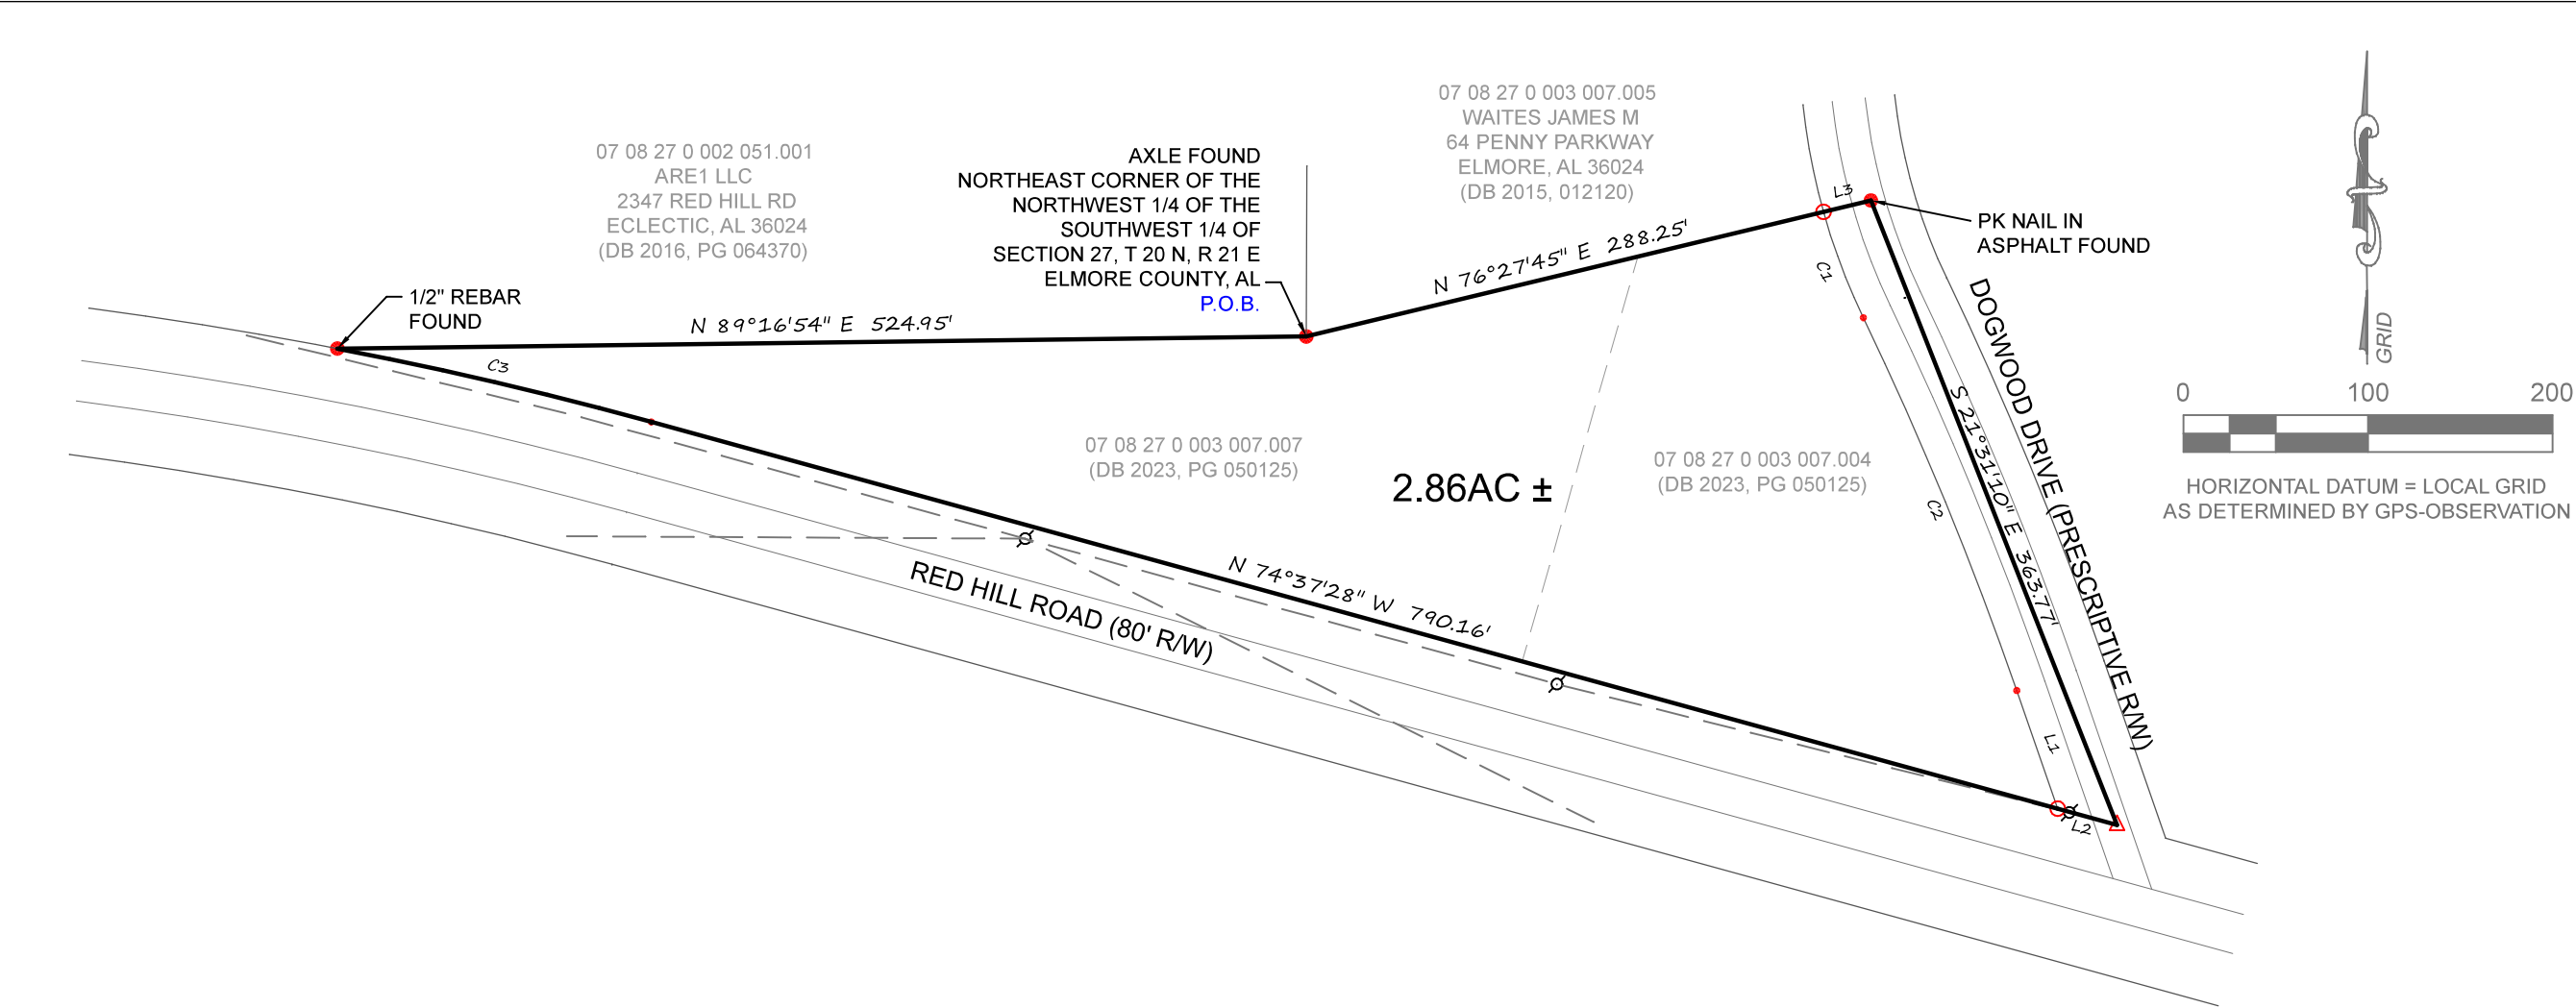 07 08 27 0 002 051.001
ARE1 LLC
2347 RED HILL RD
ECLECTIC, AL 36024
(DB 2016, PG 064370)
AXLE FOUND
NORTHEAST CORNER OF THE
NORTHWEST 1/4 OF THE
SOUTHWEST 1/4 OF
SECTION 27, T 20 N, R 21 E
ELMORE COUNTY, AL
P.O.B.
07 08 27 0 003 007.005
WAITES JAMES M
64 PENNY PARKWAY
ELMORE, AL 36024
(DB 2015, 012120)
L3
PK NAIL IN
ASPHALT FOUND
1/2" REBAR
FOUND
N 89°16'54" E 524.95'
N 76°27'45" E 288.25'
C1
C3
GRID
0 100 200
HORIZONTAL DATUM = LOCAL GRID
AS DETERMINED BY GPS-OBSERVATION
DOGWOOD DRIVE (PRESCRIPTIVE R/W)
S 21°31'10" E 363.77'
07 08 27 0 003 007.007
(DB 2023, PG 050125)
2.86AC ±
07 08 27 0 003 007.004
(DB 2023, PG 050125)
C2
N 74°37'28" W 790.16'
RED HILL ROAD (80' R/W)
L1
L2